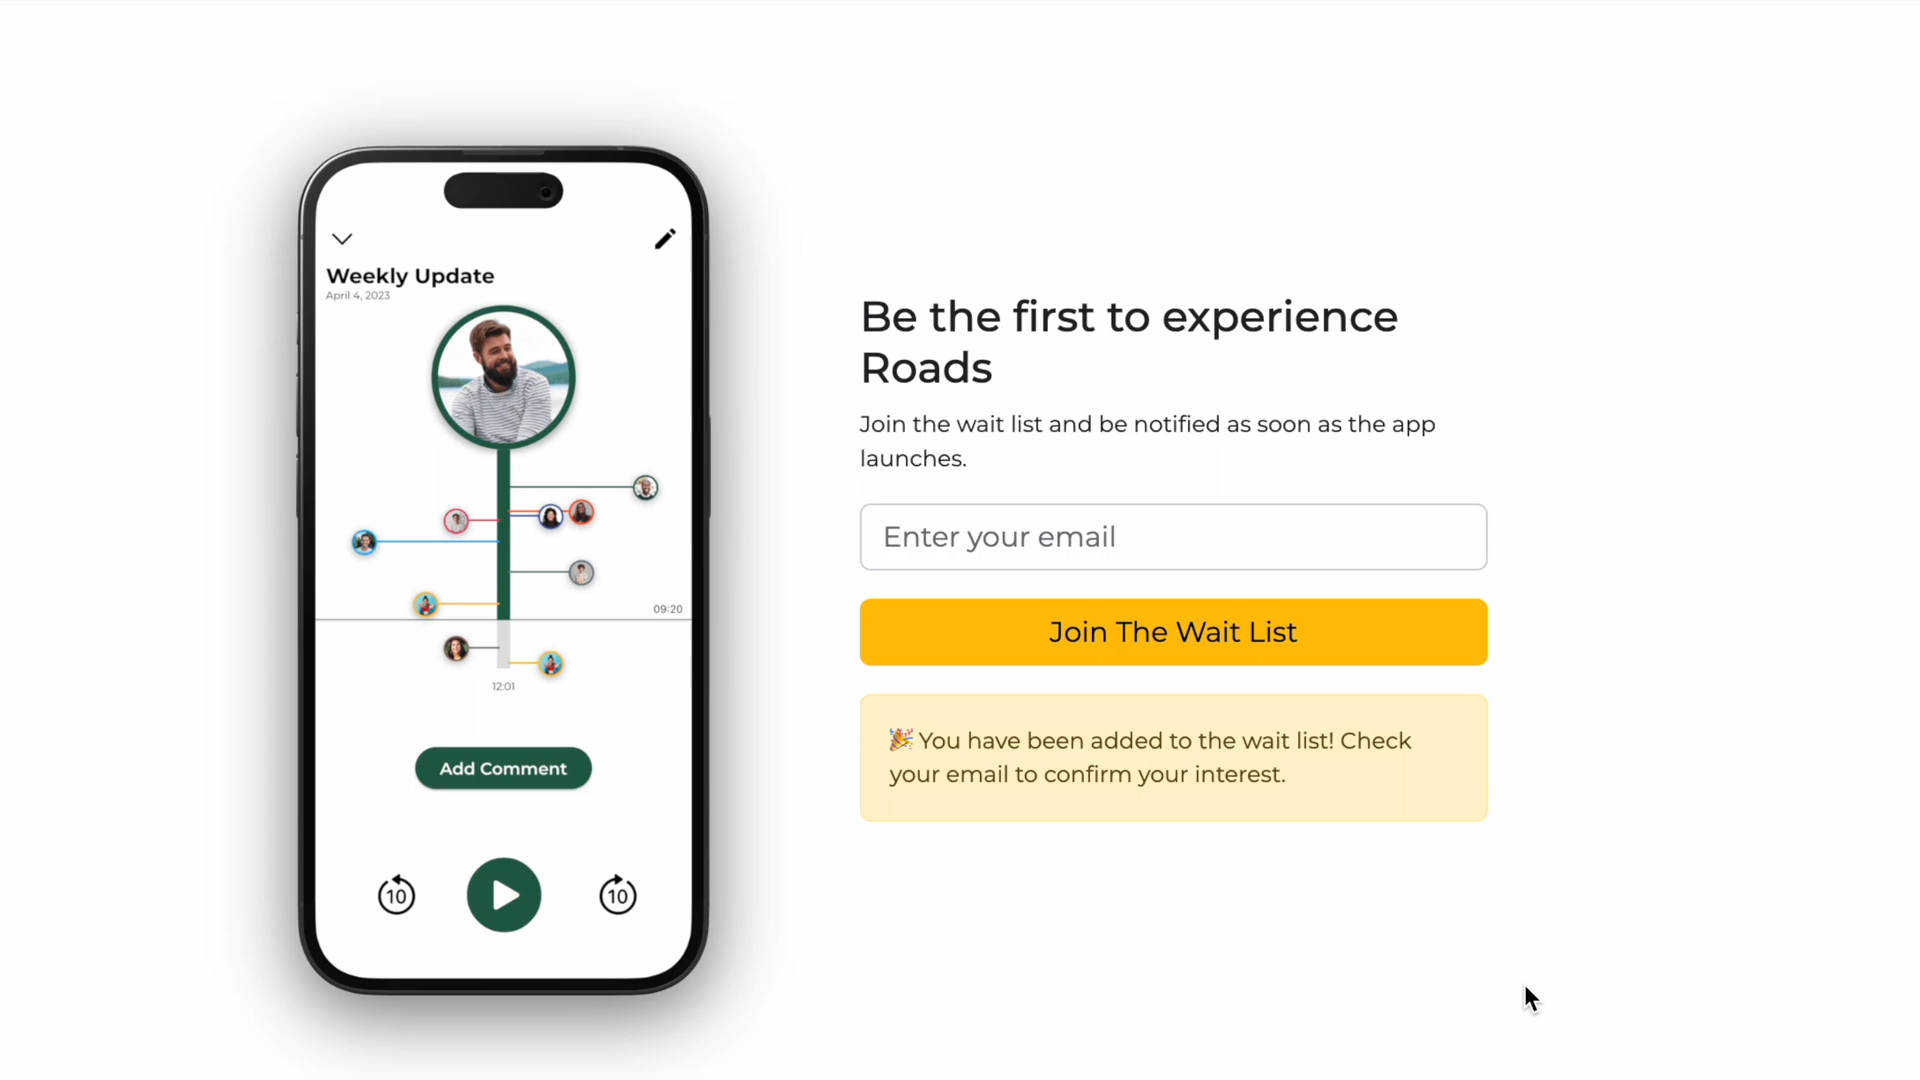 Weekly Update
April 4, 2023
09:20
12:01
Add Comment
10
10
Be the first to experience
Roads
Join the wait list and be notified as soon as the app
launches.
Enter your email
Join The Wait List
🎉 You have been added to the wait list! Check
your email to confirm your interest.